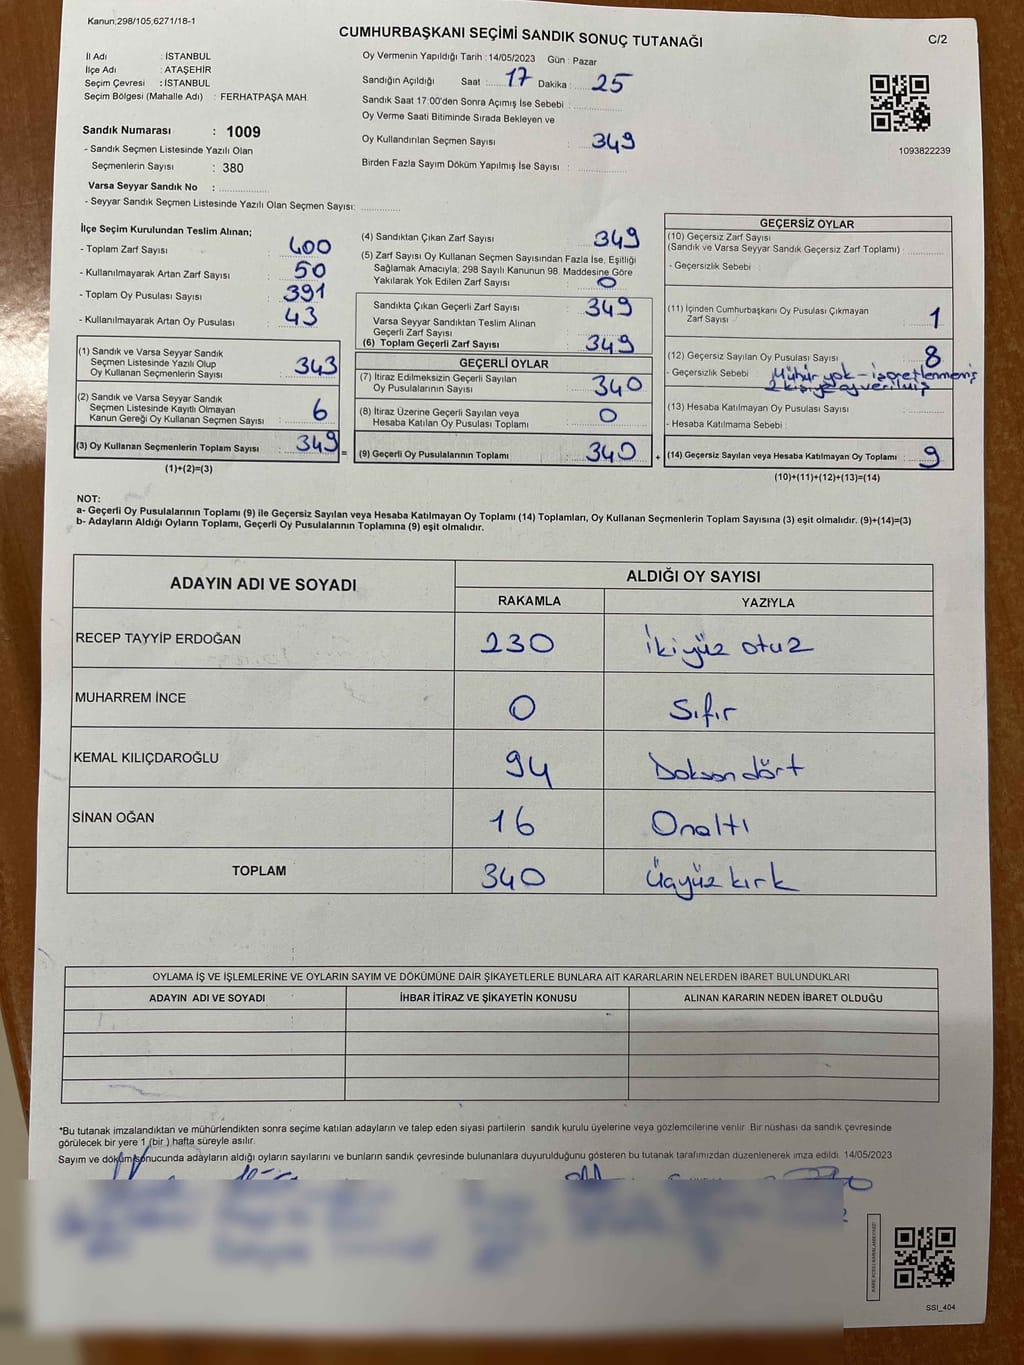 Kanun,298/105,6271/18-1
CUMHURBAŞKANI SEÇİMİ SANDIK SONUÇ TUTANAĞI
C/2
İl Adı : İSTANBUL
İlçe Adı : ATAŞEHİR
Seçim Çevresi : İSTANBUL
Seçim Bölgesi (Mahalle Adı) : FERHATPAŞA MAH.
Sandık Numarası : 1009
- Sandık Seçmen Listesinde Yazılı Olan
Seçmenlerin Sayısı : 380
Varsa Seyyar Sandık No :
- Seyyar Sandık Seçmen Listesinde Yazılı Olan Seçmen Sayısı:
Oy Vermenin Yapıldığı Tarih :14/05/2023 Gün : Pazar
Sandığın Açıldığı Saat : 17 Dakika : 25
Sandık Saat 17:00'den Sonra Açımış İse Sebebi :
Oy Verme Saati Bitiminde Sırada Bekleyen ve
Oy Kullandırılan Seçmen Sayısı : 349
Birden Fazla Sayım Döküm Yapılmış İse Sayısı :
1093822239
İlçe Seçim Kurulundan Teslim Alınan;
- Toplam Zarf Sayısı : 400
- Kullanılmayarak Artan Zarf Sayısı : 50
- Toplam Oy Pusulası Sayısı : 391
- Kullanılmayarak Artan Oy Pusulası : 43
(1) Sandık ve Varsa Seyyar Sandık
Seçmen Listesinde Yazılı Olup
Oy Kullanan Seçmenlerin Sayısı : 343
(2) Sandık ve Varsa Seyyar Sandık
Seçmen Listesinde Kayıtlı Olmayan
Kanun Gereği Oy Kullanan Seçmen Sayısı : 6
(3) Oy Kullanan Seçmenlerin Toplam Sayısı : 349 =
(1)+(2)=(3)
(4) Sandıktan Çıkan Zarf Sayısı : 349
(5) Zarf Sayısı Oy Kullanan Seçmen Sayısından Fazla İse, Eşitliği
Sağlamak Amacıyla; 298 Sayılı Kanunun 98. Maddesine Göre
Yakılarak Yok Edilen Zarf Sayısı : 0
Sandıkta Çıkan Geçerli Zarf Sayısı : 349
Varsa Seyyar Sandıktan Teslim Alınan
Geçerli Zarf Sayısı :
(6) Toplam Geçerli Zarf Sayısı : 349
GEÇERLİ OYLAR
(7) İtiraz Edilmeksizin Geçerli Sayılan
Oy Pusulasının Sayısı : 340
(8) İtiraz Üzerine Geçerli Sayılan veya
Hesaba Katılan Oy Pusulası Toplamı : 0
(9) Geçerli Oy Pusulalarının Toplamı : 340 +
GEÇERSİZ OYLAR
(10) Geçersiz Zarf Sayısı
(Sandık ve Varsa Seyyar Sandık Geçersiz Zarf Toplamı) :
- Geçersizlik Sebebi :
(11) İçinden Cumhurbaşkanı Oy Pusulası Çıkmayan
Zarf Sayısı : 1
(12) Geçersiz Sayılan Oy Pusulası Sayısı : 8
- Geçersizlik Sebebi : Mühür yok - işaretlenmemiş
2 kişiye oy verilmiş
(13) Hesaba Katılmayan Oy Pusulası Sayısı :
- Hesaba Katılmama Sebebi :
(14) Geçersiz Sayılan veya Hesaba Katılmayan Oy Toplamı : 9
(10)+(11)+(12)+(13)=(14)
NOT:
a- Geçerli Oy Pusulalarının Toplamı (9) ile Geçersiz Sayılan veya Hesaba Katılmayan Oy Toplamı (14) Toplamları, Oy Kullanan Seçmenlerin Toplam Sayısına (3) eşit olmalıdır. (9)+(14)=(3)
b- Adayların Aldığı Oyların Toplamı, Geçerli Oy Pusulalarının Toplamına (9) eşit olmalıdır.
ADAYIN ADI VE SOYADI
ALDIĞI OY SAYISI
RAKAMLA YAZIYLA
RECEP TAYYİP ERDOĞAN 230 İkiyüz otuz
MUHARREM İNCE 0 Sıfır
KEMAL KILIÇDAROĞLU 94 Doksan dört
SİNAN OĞAN 16 Onaltı
TOPLAM 340 Üçyüz kırk
OYLAMA İŞ VE İŞLEMLERİNE VE OYLARIN SAYIM VE DÖKÜMÜNE DAİR ŞİKAYETLERLE BUNLARA AİT KARARLARIN NELERDEN İBARET BULUNDUKLARI
ADAYIN ADI VE SOYADI İHBAR İTİRAZ VE ŞİKAYETİN KONUSU ALINAN KARARIN NEDEN İBARET OLDUĞU
*Bu tutanak imzalandıktan ve mühürlendikten sonra seçime katılan adayların ve talep eden siyasi partilerin sandık kurulu üyelerine veya gözlemcilerine verilir. Bir nüshası da sandık çevresinde
görülecek bir yere 1 (bir ) hafta süreyle asılır.
Sayım ve döküm sonucunda adayların aldığı oyların sayılarını ve bunların sandık çevresinde bulunanlara duyurulduğunu gösteren bu tutanak tarafımızdan düzenlenerek imza edildi. 14/05/2023
SSİ_404